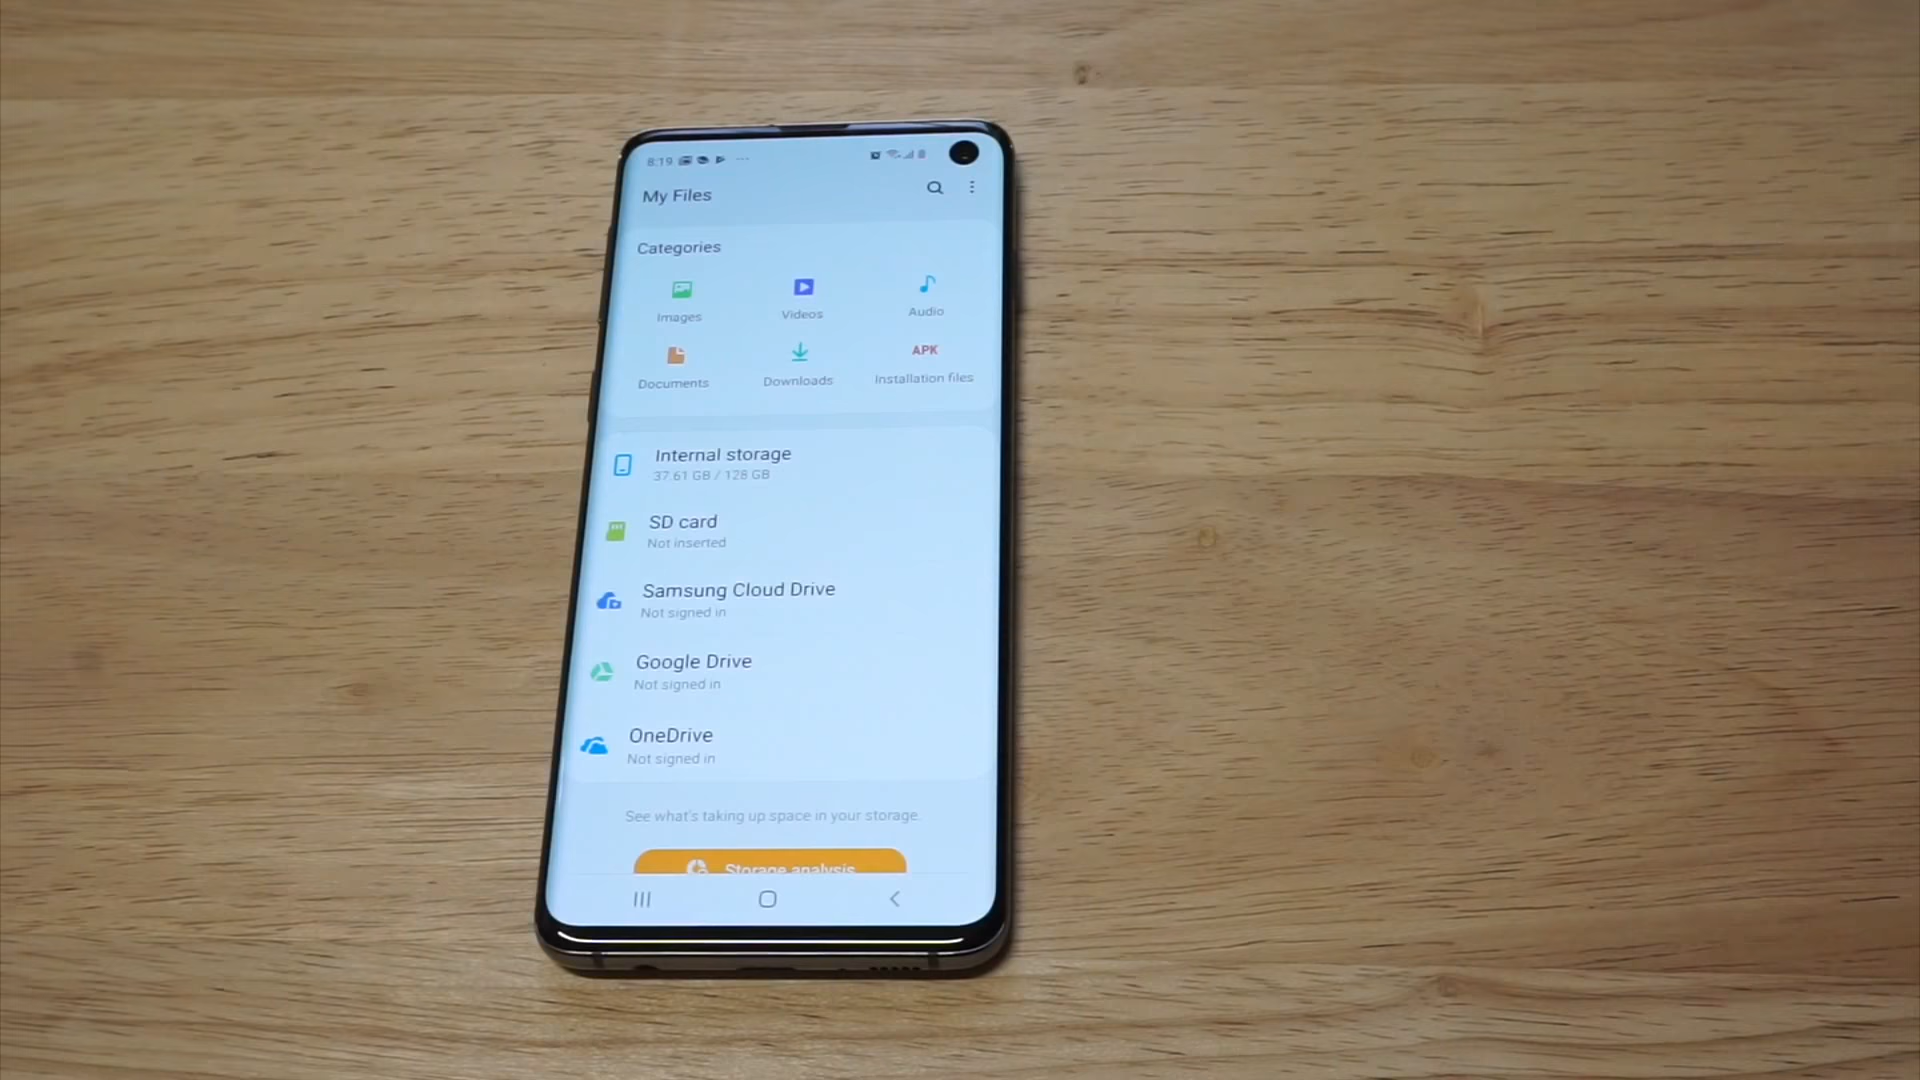 8:19
My Files
Categories
Images
Videos
Audio
APK
Documents
Downloads
Installation files
Internal storage
37.61 GB / 128 GB
SD card
Not inserted
Samsung Cloud Drive
Not signed in
Google Drive
Not signed in
OneDrive
Not signed in
See what's taking up space in your storage.
Storage analysis